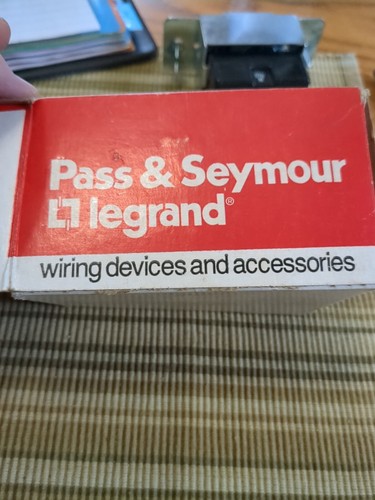 Pass & Seymour
legrand®
wiring devices and accessories